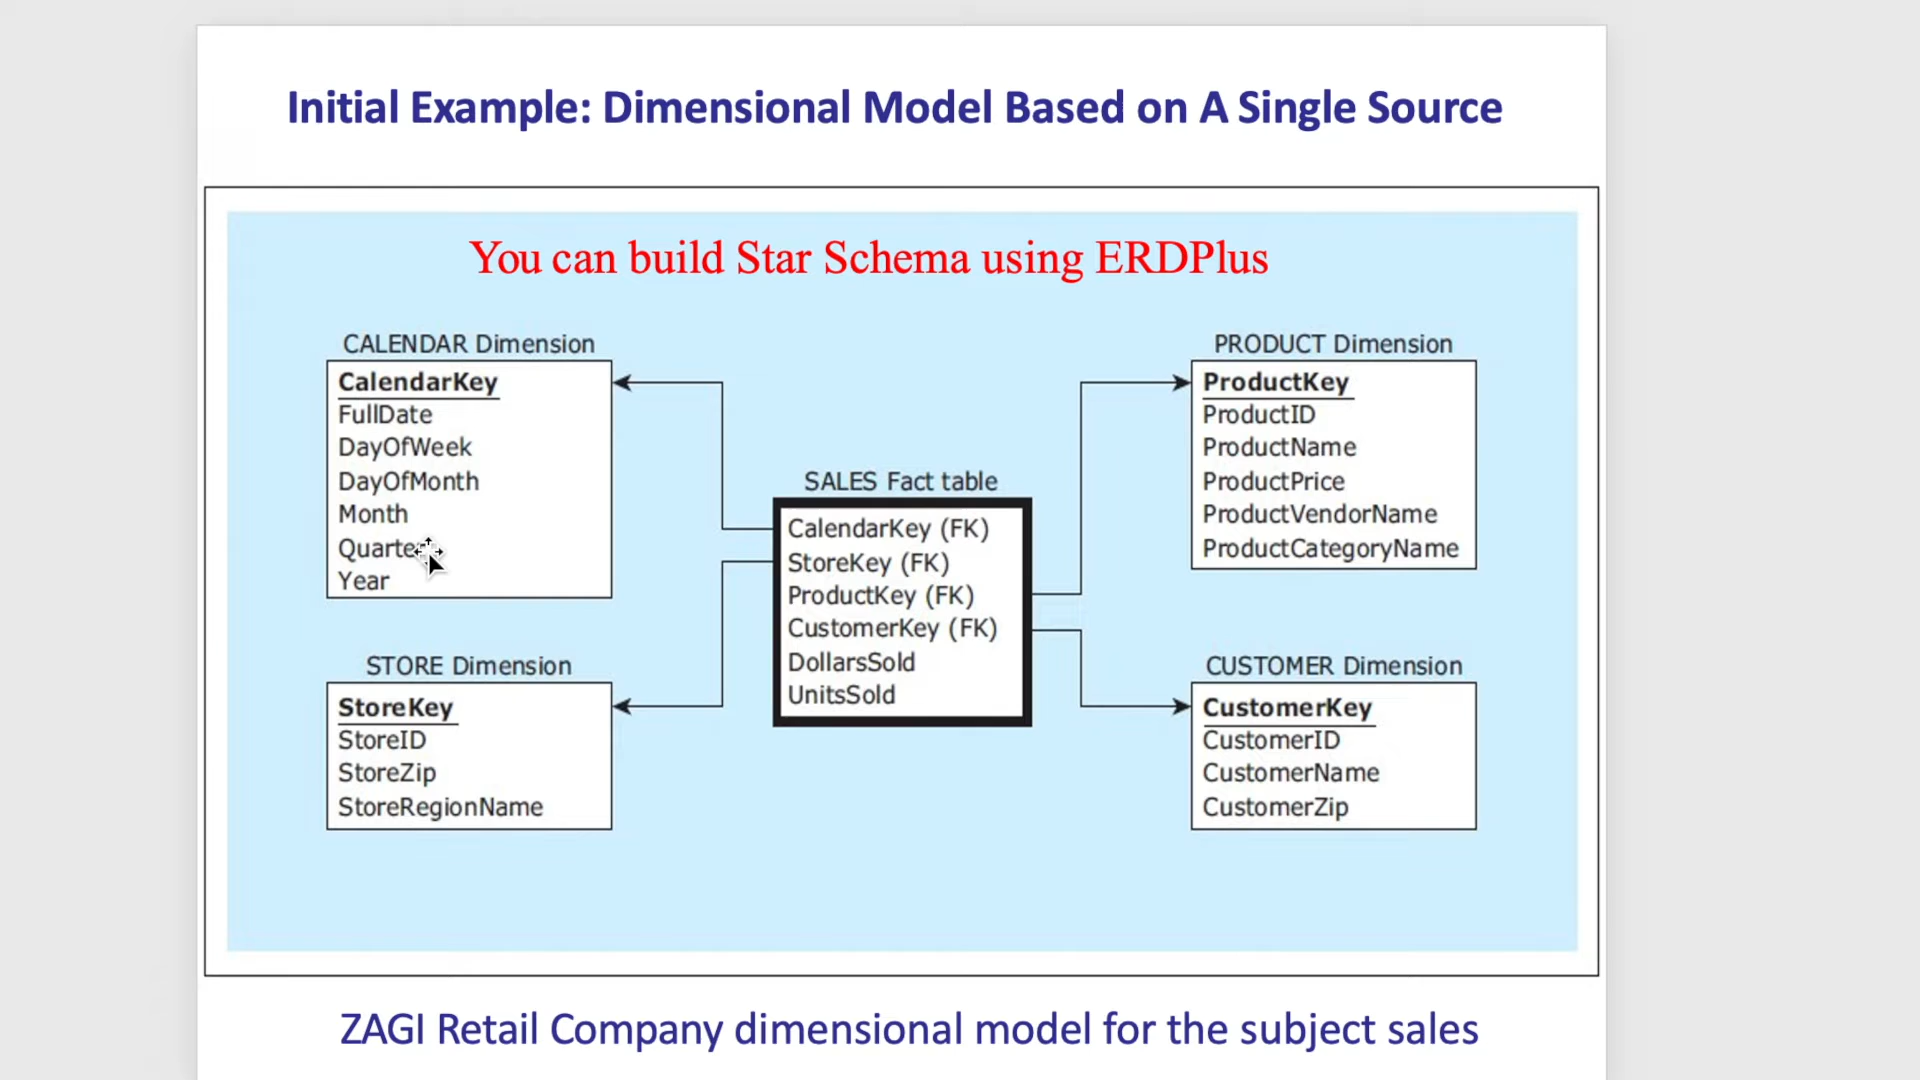 Initial Example: Dimensional Model Based on A Single Source
You can build Star Schema using ERDPlus
CALENDAR Dimension
CalendarKey
FullDate
DayOfWeek
DayOfMonth
Month
Quarter
Year
STORE Dimension
StoreKey
StoreID
StoreZip
StoreRegionName
SALES Fact table
CalendarKey (FK)
StoreKey (FK)
ProductKey (FK)
CustomerKey (FK)
DollarsSold
UnitsSold
PRODUCT Dimension
ProductKey
ProductID
ProductName
ProductPrice
ProductVendorName
ProductCategoryName
CUSTOMER Dimension
CustomerKey
CustomerID
CustomerName
CustomerZip
ZAGI Retail Company dimensional model for the subject sales